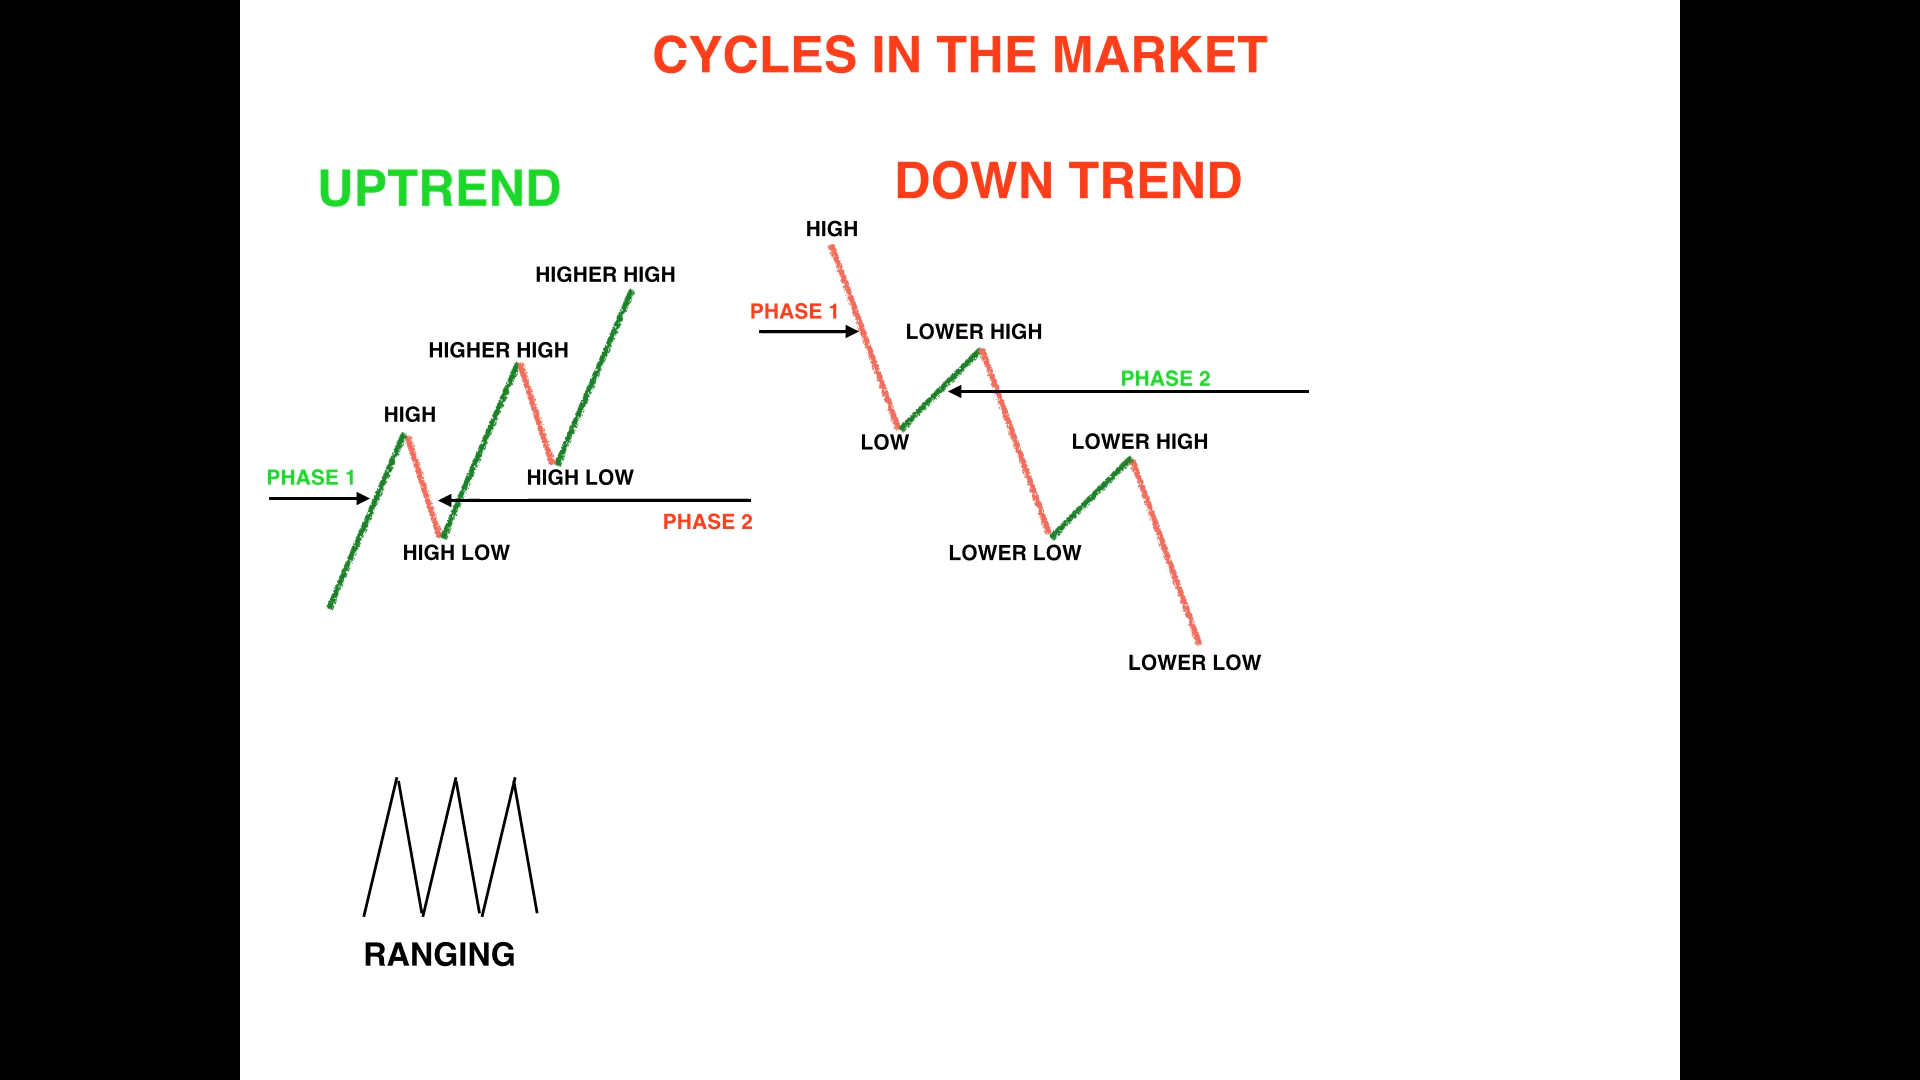 CYCLES IN THE MARKET
UPTREND
HIGHER HIGH
HIGHER HIGH
HIGH
PHASE 1
HIGH LOW
PHASE 2
HIGH LOW
DOWN TREND
HIGH
PHASE 1
LOWER HIGH
PHASE 2
LOW
LOWER HIGH
LOWER LOW
LOWER LOW
RANGING